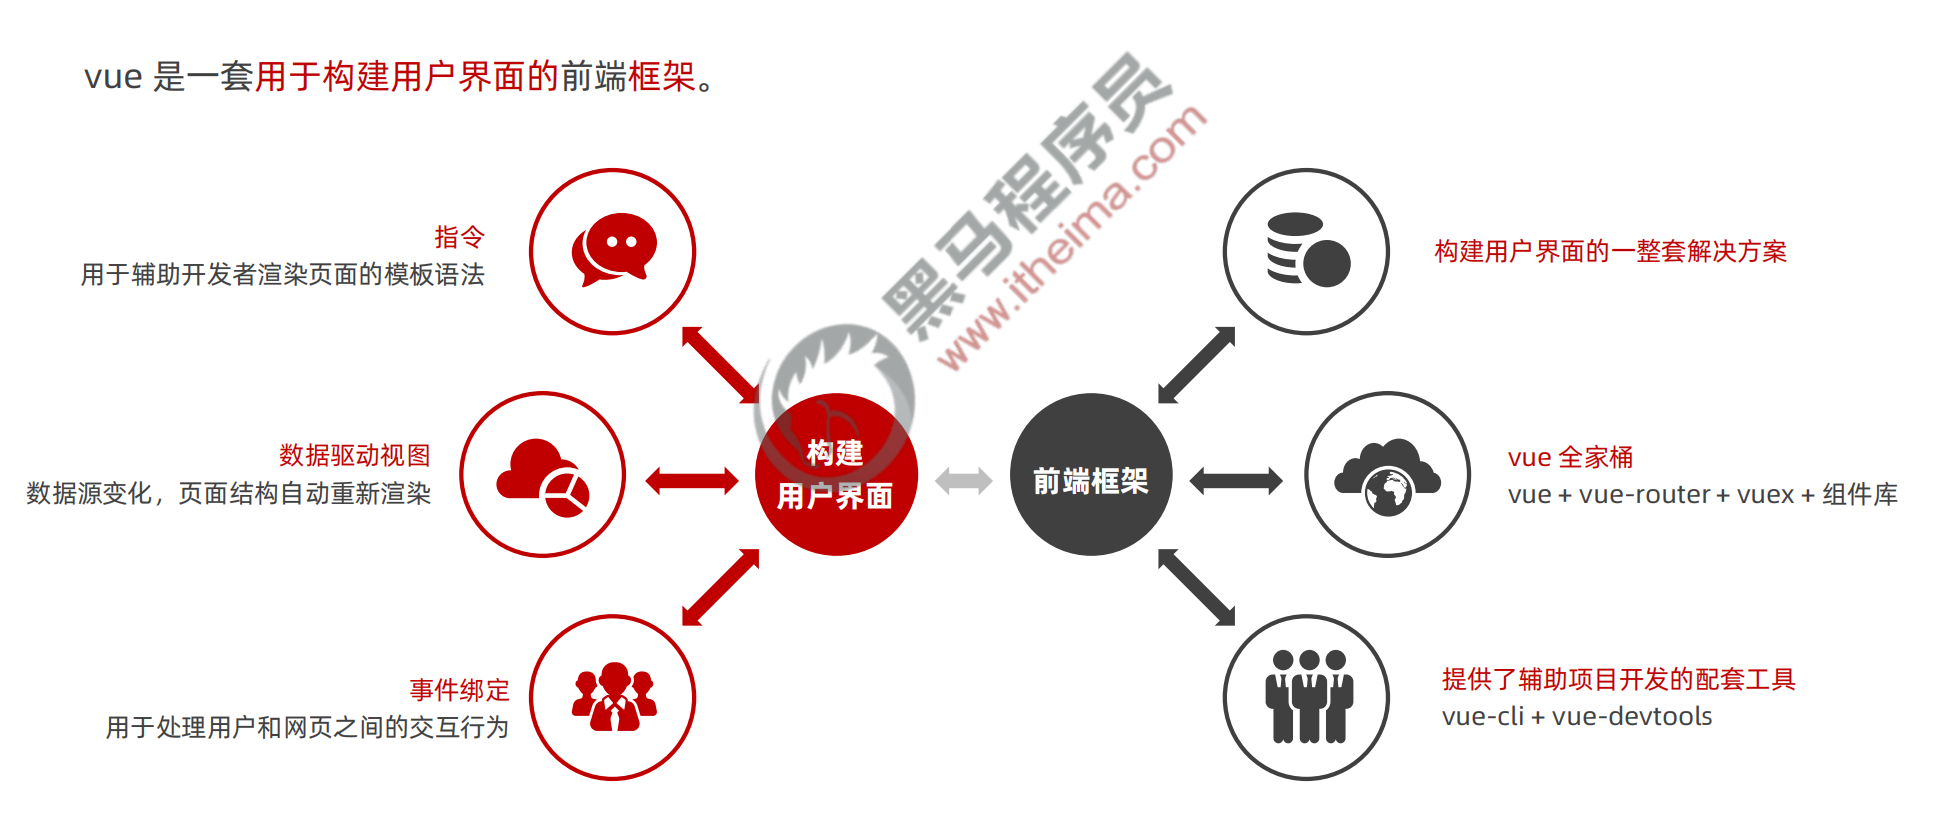 vue 是一套用于构建用户界面的前端框架。
黑马程序员
www.itheima.com
指令
用于辅助开发者渲染页面的模板语法
数据驱动视图
数据源变化，页面结构自动重新渲染
事件绑定
用于处理用户和网页之间的交互行为
构建
用户界面
前端框架
构建用户界面的一整套解决方案
vue 全家桶
vue + vue-router + vuex + 组件库
提供了辅助项目开发的配套工具
vue-cli + vue-devtools